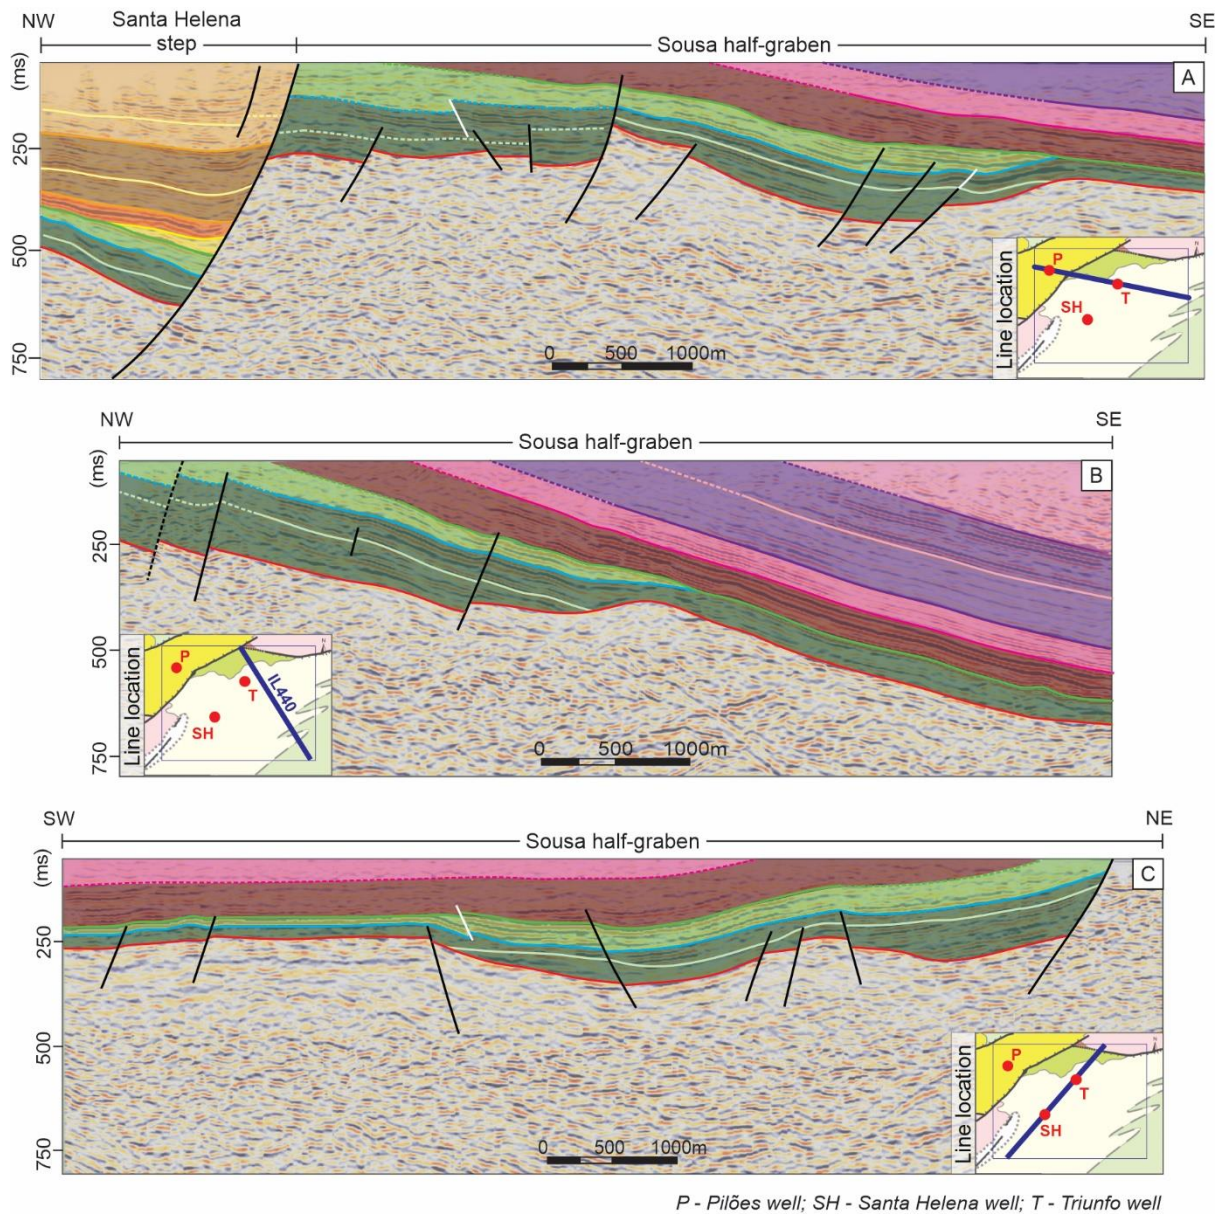 NW
Santa Helena
step
Sousa half-graben
SE
(ms)
A
250
500
750
0 500 1000m
Line location
P
T
SH
N
NW
Sousa half-graben
SE
(ms)
B
250
500
750
0 500 1000m
Line location
P
T
IL440
SH
N
SW
Sousa half-graben
NE
(ms)
C
250
500
750
0 500 1000m
Line location
P
T
SH
N
P - Pilões well; SH - Santa Helena well; T - Triunfo well